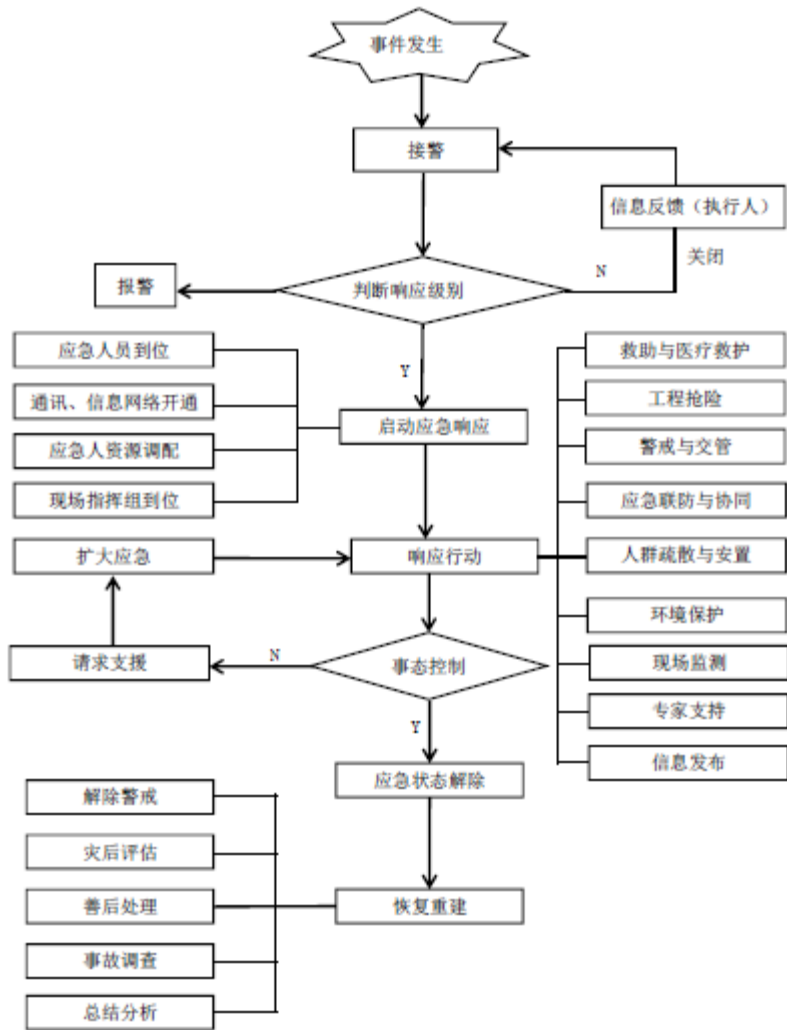 事件发生
接警
信息反馈（执行人）
关闭
N
判断响应级别
报警
Y
应急人员到位
通讯、信息网络开通
应急人资源调配
现场指挥组到位
启动应急响应
救助与医疗救护
工程抢险
警戒与交管
应急联防与协同
人群疏散与安置
环境保护
现场监测
专家支持
信息发布
扩大应急
响应行动
请求支援
N
事态控制
Y
应急状态解除
解除警戒
灾后评估
善后处理
事故调查
总结分析
恢复重建